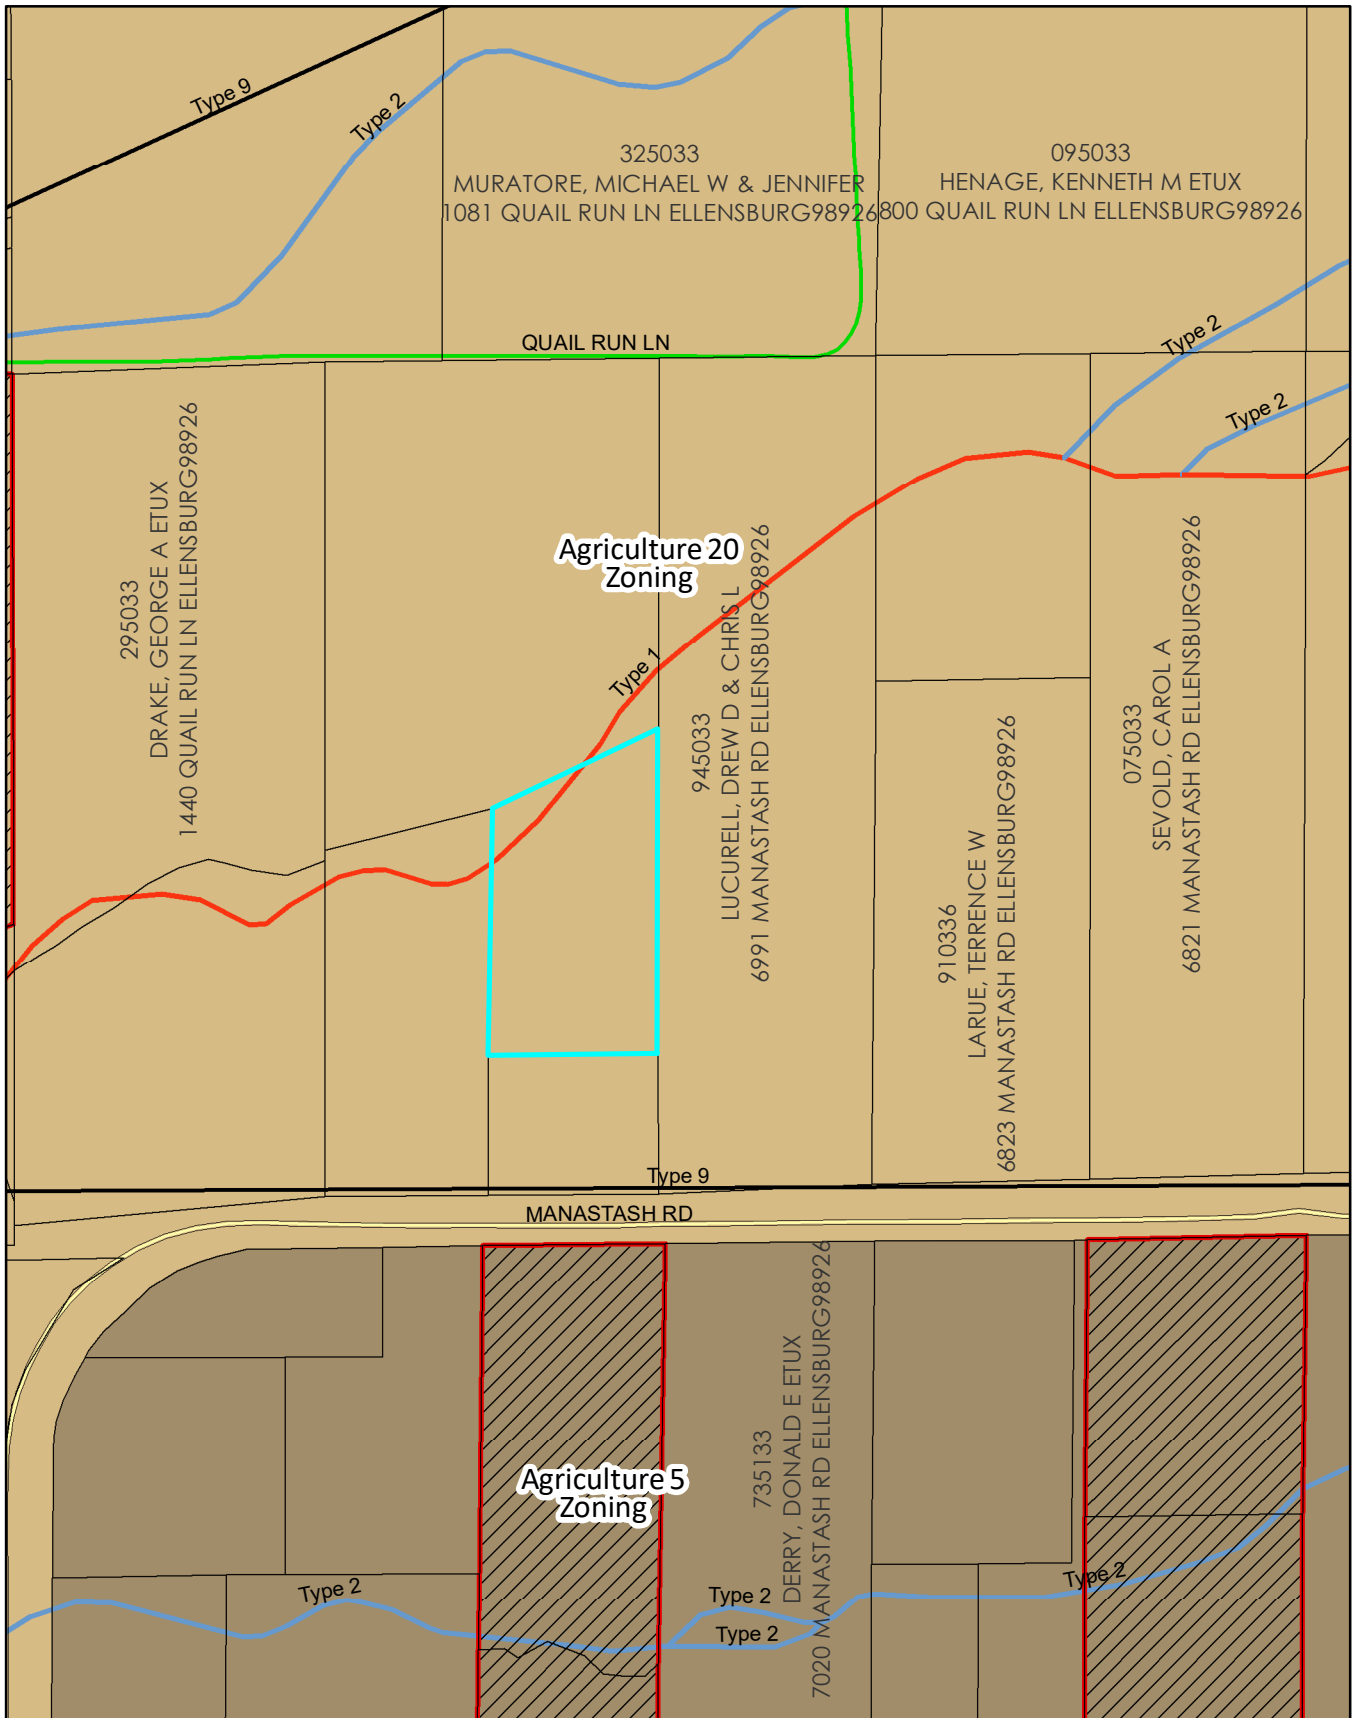 Type 9
Type 2
325033
MURATORE, MICHAEL W & JENNIFER
1081 QUAIL RUN LN ELLENSBURG98926
095033
HENAGE, KENNETH M ETUX
800 QUAIL RUN LN ELLENSBURG98926
QUAIL RUN LN
Type 2
Type 2
295033
DRAKE, GEORGE A ETUX
1440 QUAIL RUN LN ELLENSBURG98926
Agriculture 20
Zoning
Type 1
945033
LUCURELL, DREW D & CHRIS L
6991 MANASTASH RD ELLENSBURG98926
910336
LARUE, TERRENCE W
6823 MANASTASH RD ELLENSBURG98926
075033
SEVOLD, CAROL A
6821 MANASTASH RD ELLENSBURG98926
Type 9
MANASTASH RD
Agriculture 5
Zoning
735133
DERRY, DONALD E ETUX
7020 MANASTASH RD ELLENSBURG98926
Type 2
Type 2
Type 2
Type 2